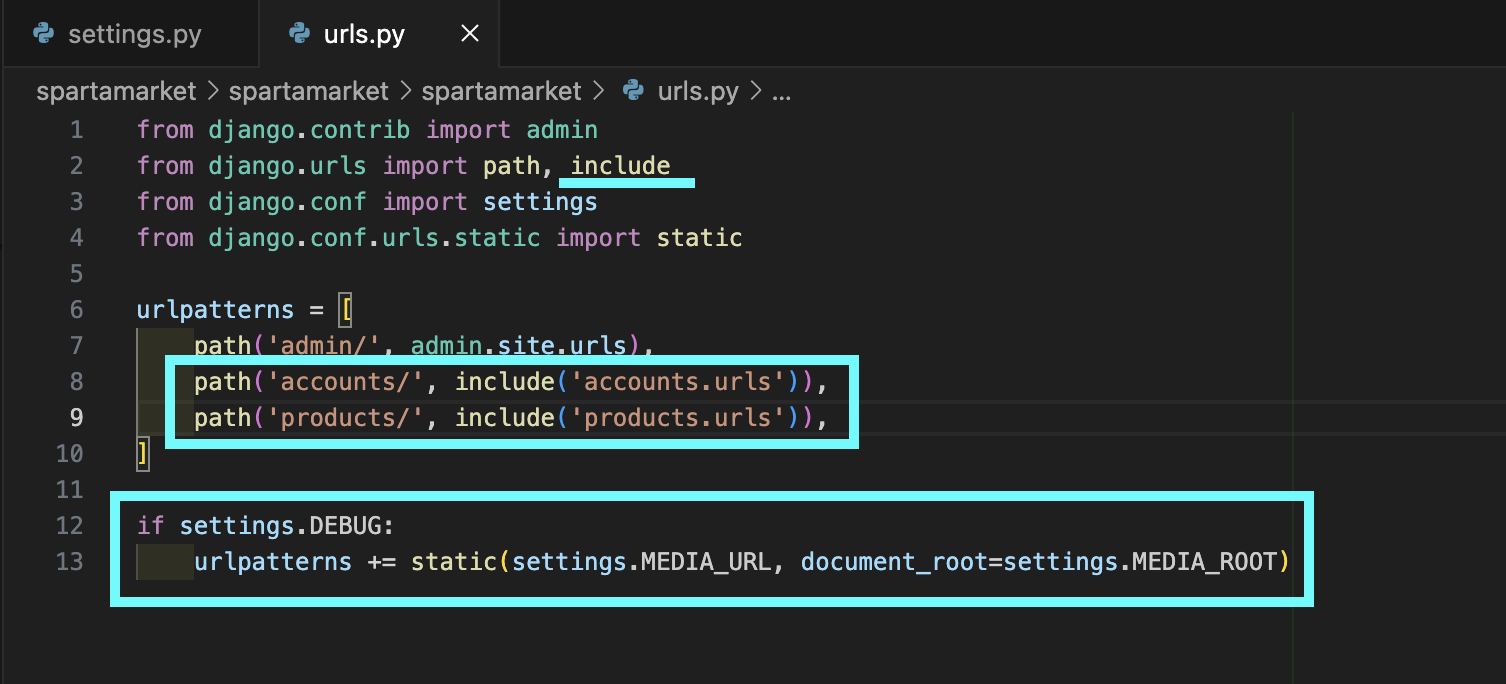 settings.py
urls.py
spartamarket > spartamarket > spartamarket > urls.py > ...
1 from django.contrib import admin
2 from django.urls import path, include
3 from django.conf import settings
4 from django.conf.urls.static import static
5
6 urlpatterns = [
7     path('admin/', admin.site.urls),
8     path('accounts/', include('accounts.urls')),
9     path('products/', include('products.urls')),
10 ]
11
12 if settings.DEBUG:
13     urlpatterns += static(settings.MEDIA_URL, document_root=settings.MEDIA_ROOT)